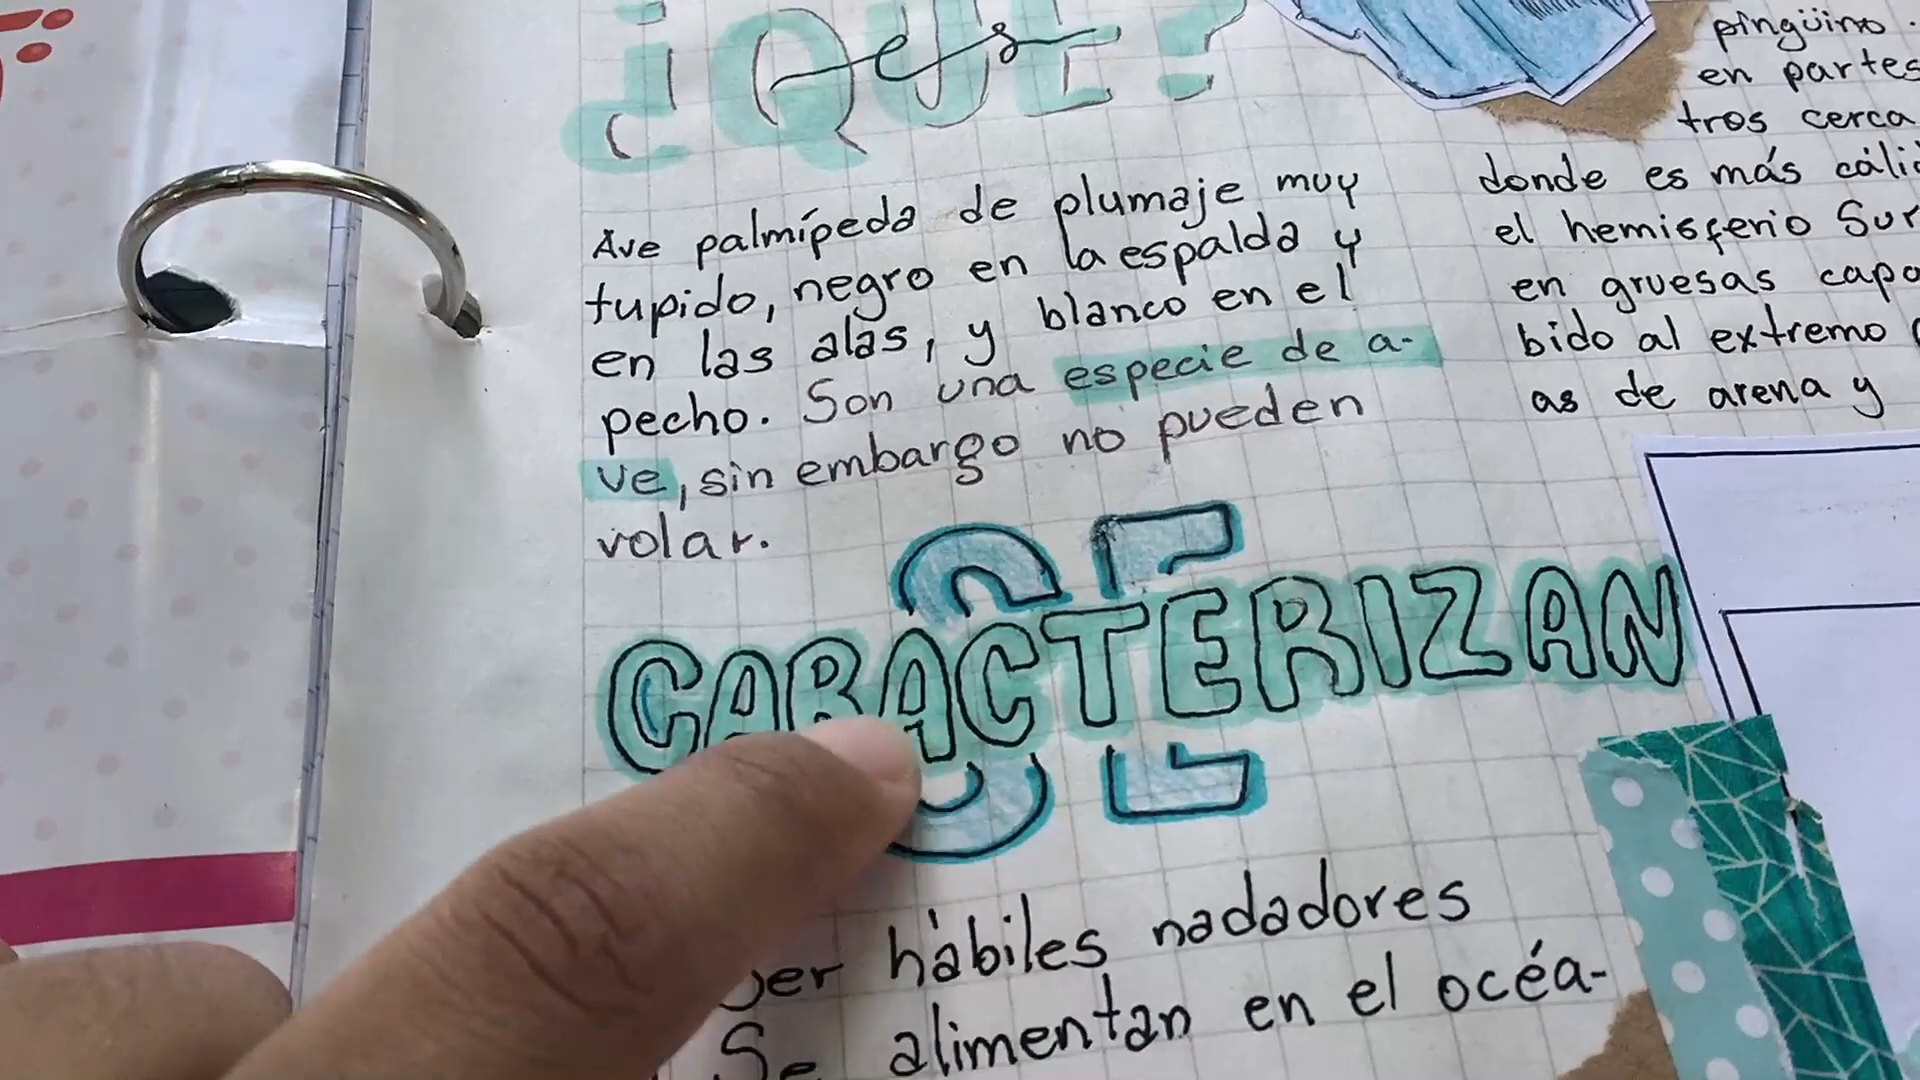 ¿QUÉ?
es
Ave palmípeda de plumaje muy
tupido, negro en la espalda y
en las alas, y blanco en el
pecho. Son una especie de a-
ve, sin embargo no pueden
volar.
SE
CARACTERIZAN
Ser hábiles nadadores
Se alimentan en el océa-
pingüino
en partes
tros cerca
donde es más
el hemisferio Sur
en gruesas
bido al extremo
as de arena y